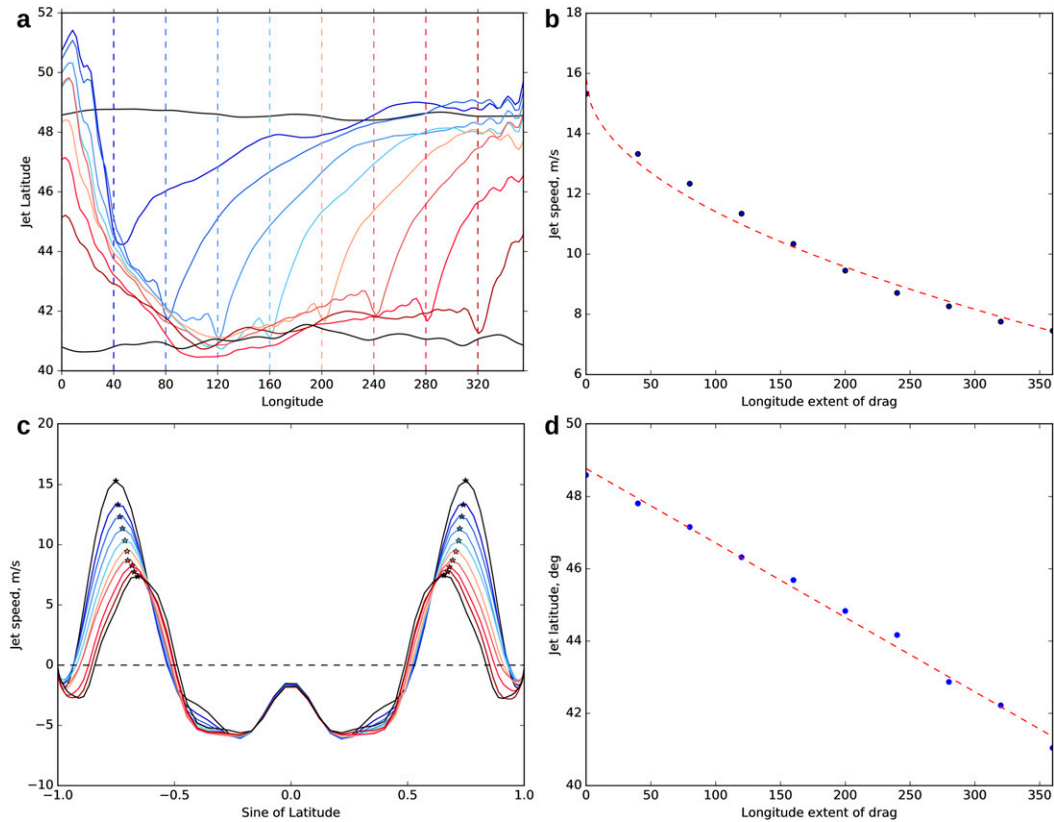 a
52
50
48
46
44
42
40
Jet Latitude
0 40 80 120 160 200 240 280 320
Longitude
b
18
16
14
12
10
8
6
Jet speed, m/s
0 50 100 150 200 250 300 350
Longitude extent of drag
c
20
15
10
5
0
−5
−10
Jet speed, m/s
−1.0 −0.5 0.0 0.5 1.0
Sine of Latitude
d
50
48
46
44
42
40
Jet latitude, deg
0 50 100 150 200 250 300 350
Longitude extent of drag